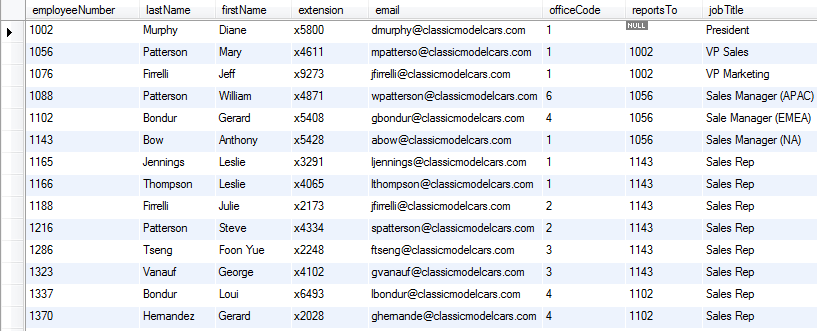 employeeNumber lastName firstName extension email officeCode reportsTo jobTitle
1002 Murphy Diane x5800 dmurphy@classicmodelcars.com 1 NULL President
1056 Patterson Mary x4611 mpatterso@classicmodelcars.com 1 1002 VP Sales
1076 Firrelli Jeff x9273 jfirrelli@classicmodelcars.com 1 1002 VP Marketing
1088 Patterson William x4871 wpatterson@classicmodelcars.com 6 1056 Sales Manager (APAC)
1102 Bondur Gerard x5408 gbondur@classicmodelcars.com 4 1056 Sale Manager (EMEA)
1143 Bow Anthony x5428 abow@classicmodelcars.com 1 1056 Sales Manager (NA)
1165 Jennings Leslie x3291 ljennings@classicmodelcars.com 1 1143 Sales Rep
1166 Thompson Leslie x4065 lthompson@classicmodelcars.com 1 1143 Sales Rep
1188 Firrelli Julie x2173 jfirrelli@classicmodelcars.com 2 1143 Sales Rep
1216 Patterson Steve x4334 spatterson@classicmodelcars.com 2 1143 Sales Rep
1286 Tseng Foon Yue x2248 ftseng@classicmodelcars.com 3 1143 Sales Rep
1323 Vanauf George x4102 gvanauf@classicmodelcars.com 3 1143 Sales Rep
1337 Bondur Loui x6493 lbondur@classicmodelcars.com 4 1102 Sales Rep
1370 Hernandez Gerard x2028 ghernande@classicmodelcars.com 4 1102 Sales Rep